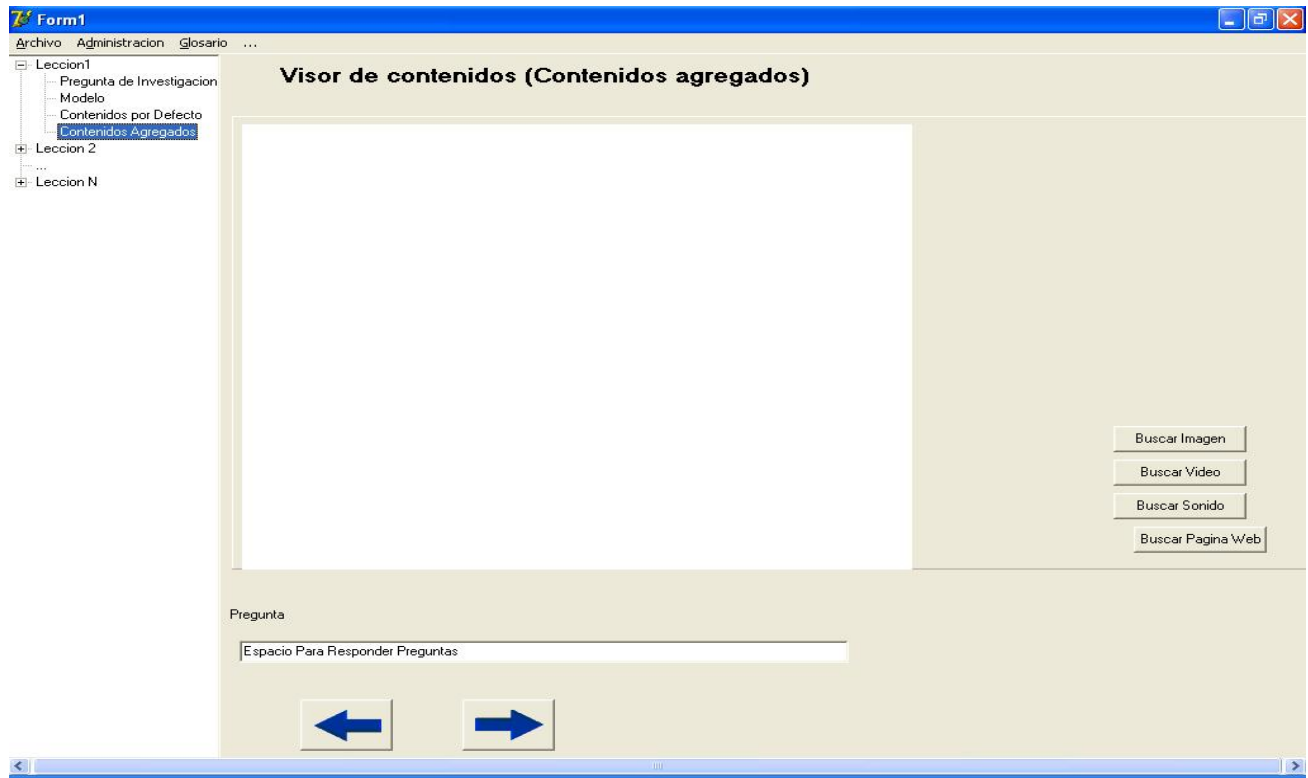 Form1
Archivo Administracion Glosario ...
Leccion1
Pregunta de Investigacion
Modelo
Contenidos por Defecto
Contenidos Agregados
Leccion 2
...
Leccion N
Visor de contenidos (Contenidos agregados)
Buscar Imagen
Buscar Video
Buscar Sonido
Buscar Pagina Web
Pregunta
Espacio Para Responder Preguntas